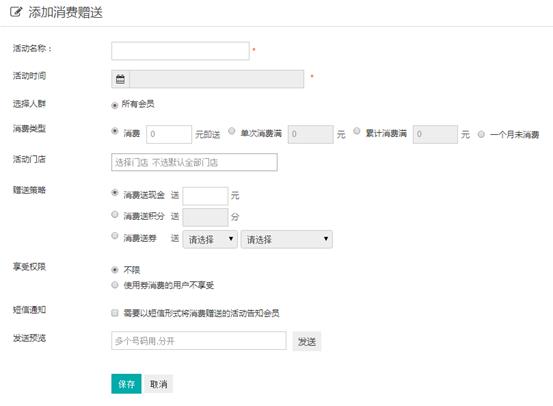 添加消费赠送
活动名称： *
活动时间 *
选择人群 所有会员
消费类型 消费 0 元即送 单次消费满 0 元 累计消费满 0 元 一个月未消费
活动门店 选择门店 不选默认全部门店
赠送策略 消费送现金 送 元
消费送积分 送 分
消费送券 送 请选择 请选择
享受权限 不限
使用券消费的用户不享受
短信通知 需要以短信形式将消费赠送的活动告知会员
发送预览 多个号码用,分开 发送
保存 取消